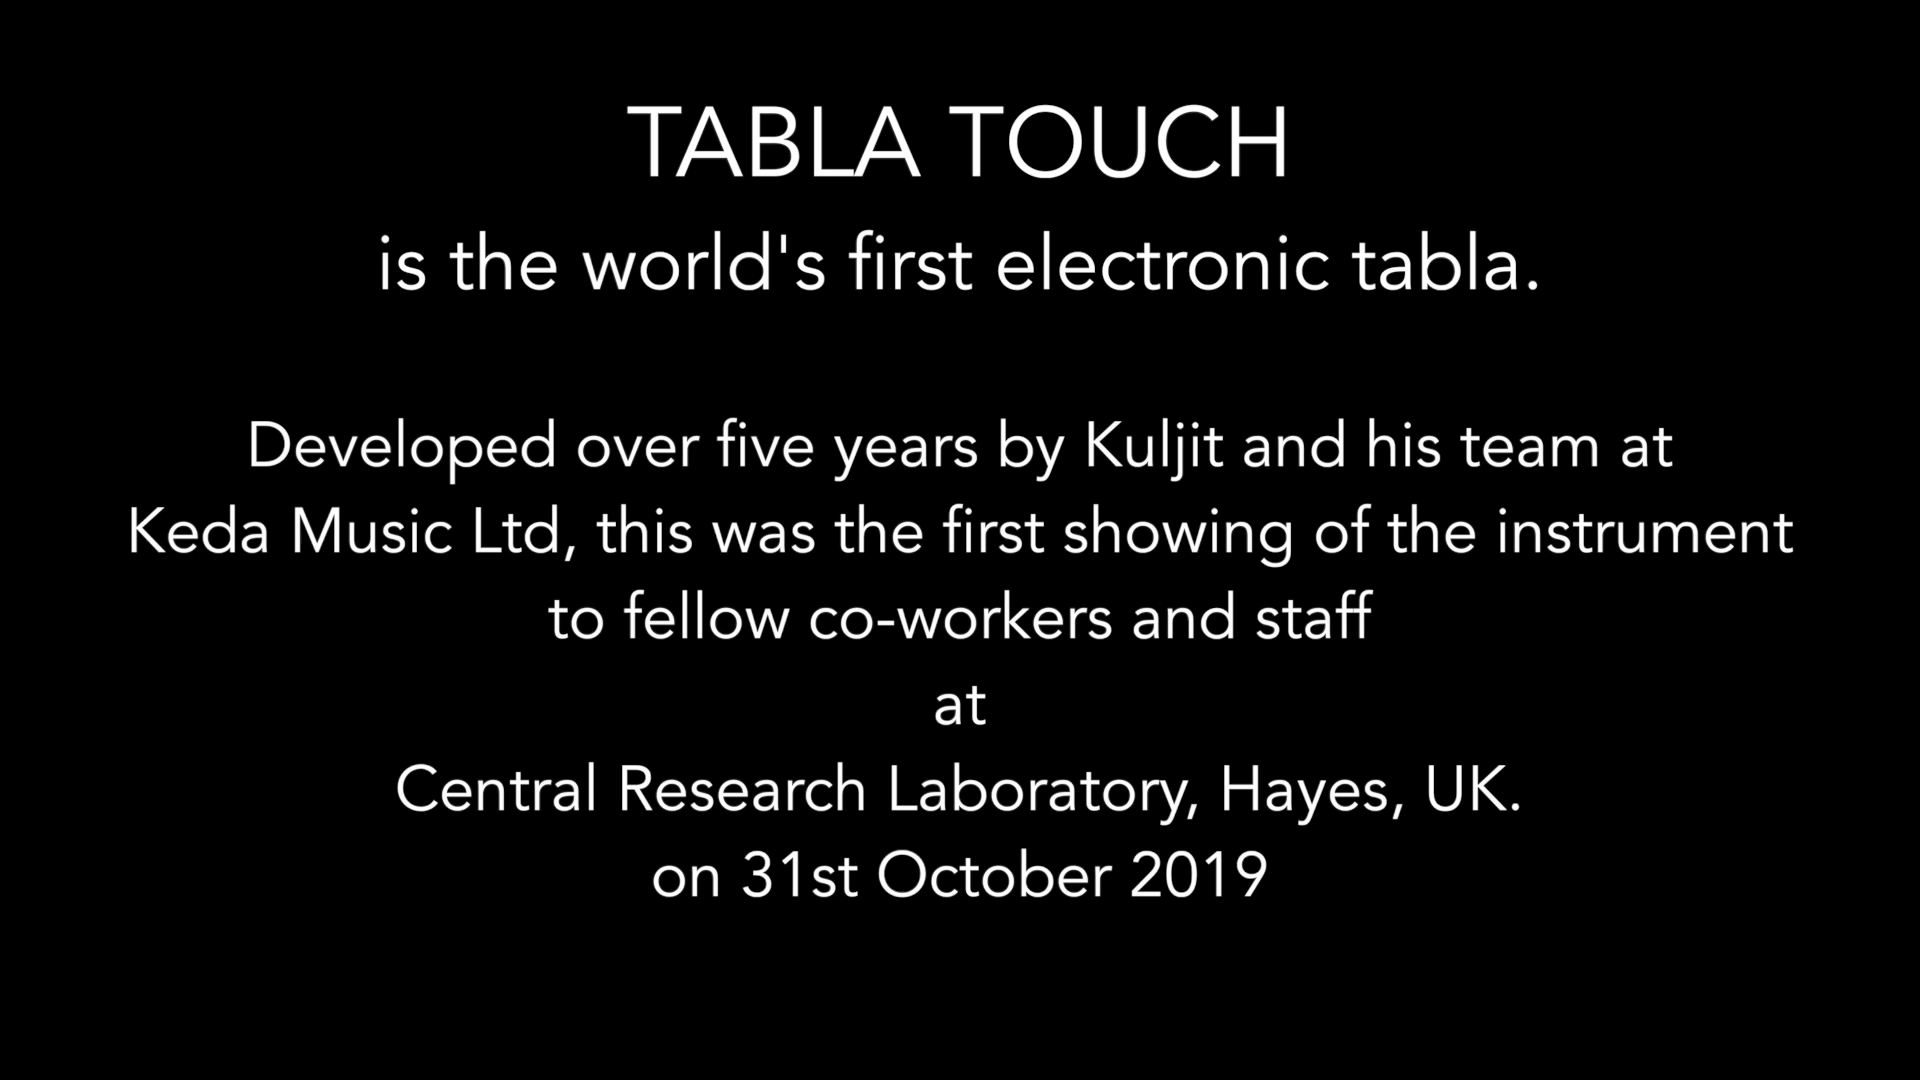 TABLA TOUCH
is the world's first electronic tabla.
Developed over five years by Kuljit and his team at
Keda Music Ltd, this was the first showing of the instrument
to fellow co-workers and staff
at
Central Research Laboratory, Hayes, UK.
on 31st October 2019